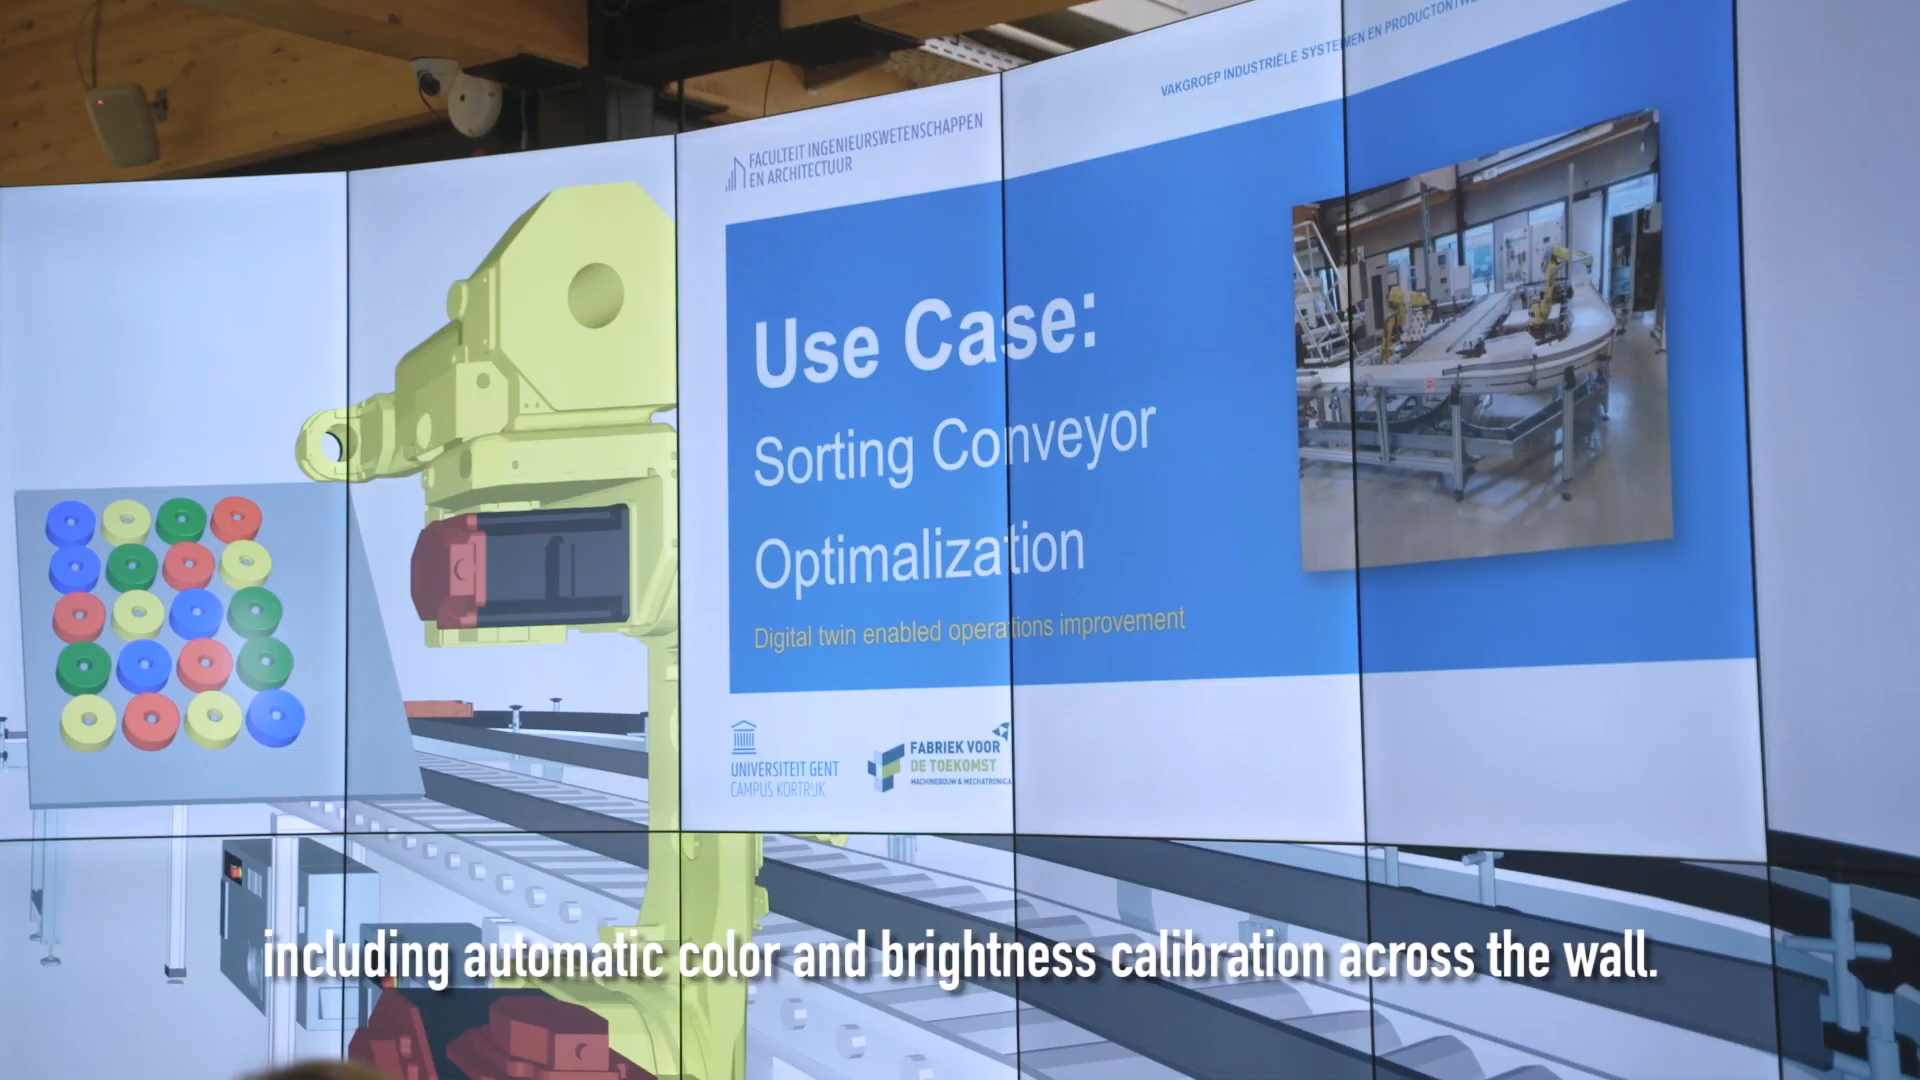 VAKGROEP INDUSTRIËLE SYSTEMEN EN
FACULTEIT INGENIEURSWETENSCHAPPEN
EN ARCHITECTUUR
Use Case:
Sorting Conveyor
Optimalization
Digital twin enabled operations improvement
UNIVERSITEIT GENT
CAMPUS KORTRIJK
FABRIEK VOOR
DE TOEKOMST
MACHINEBOUW & MECHATRONICA
including automatic color and brightness calibration across the wall.